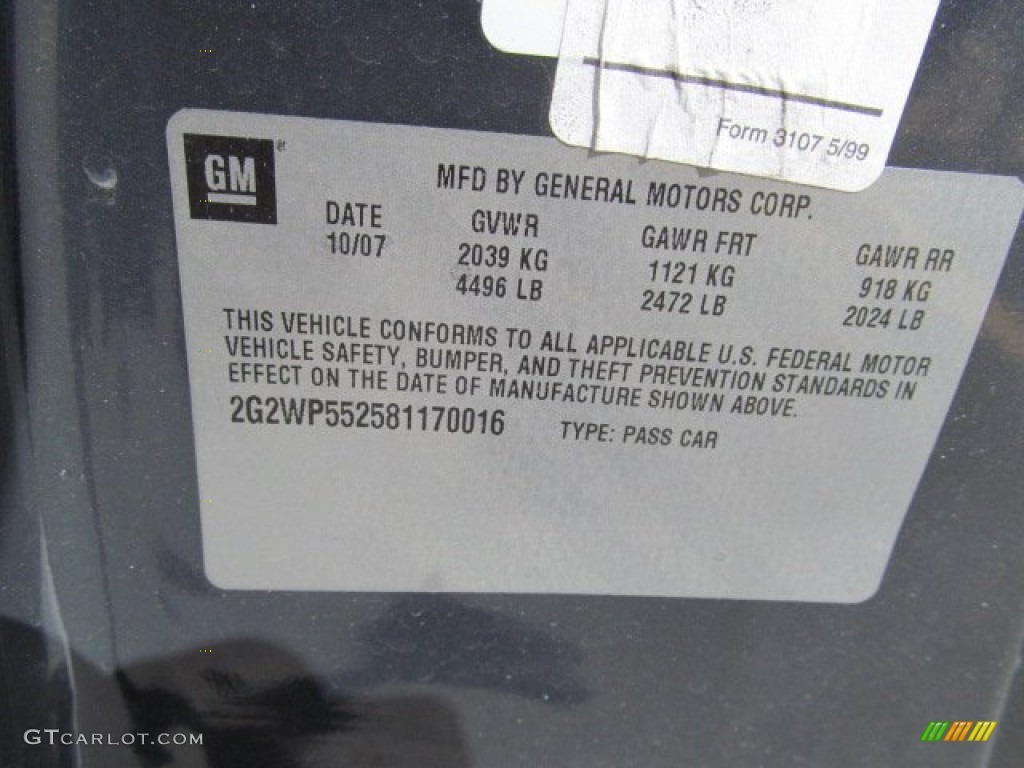 Form 3107 5/99
GM
MFD BY GENERAL MOTORS CORP.
DATE GVWR GAWR FRT GAWR RR
10/07 2039 KG 1121 KG 918 KG
4496 LB 2472 LB 2024 LB
THIS VEHICLE CONFORMS TO ALL APPLICABLE U.S. FEDERAL MOTOR
VEHICLE SAFETY, BUMPER, AND THEFT PREVENTION STANDARDS IN
EFFECT ON THE DATE OF MANUFACTURE SHOWN ABOVE.
2G2WP552581170016 TYPE: PASS CAR
GTCARLOT.COM